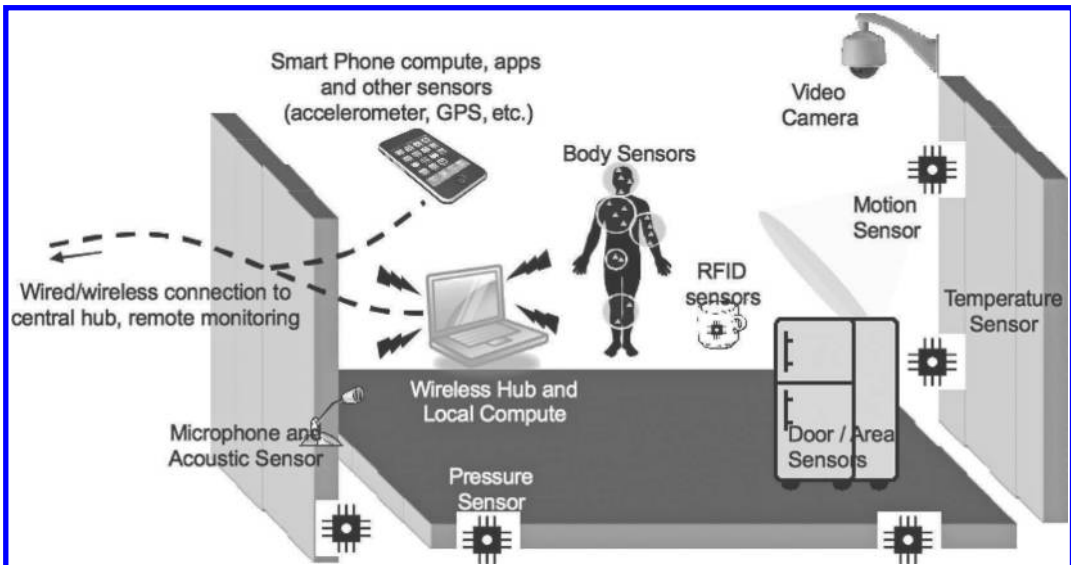 Smart Phone compute, apps
and other sensors
(accelerometer, GPS, etc.)
Video
Camera
Body Sensors
Motion
Sensor
RFID
sensors
Wired/wireless connection to
central hub, remote monitoring
Temperature
Sensor
Wireless Hub and
Local Compute
Microphone and
Acoustic Sensor
Door / Area
Sensors
Pressure
Sensor